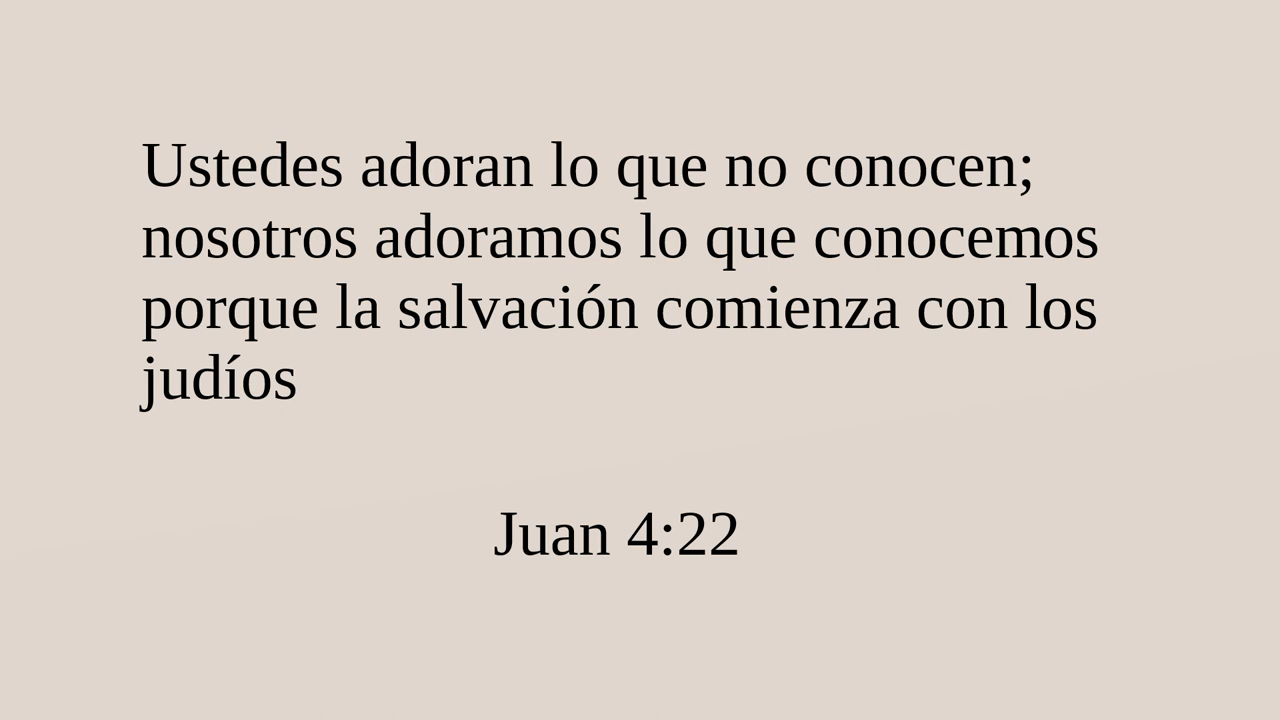 Ustedes adoran lo que no conocen;
nosotros adoramos lo que conocemos
porque la salvación comienza con los
judíos
Juan 4:22